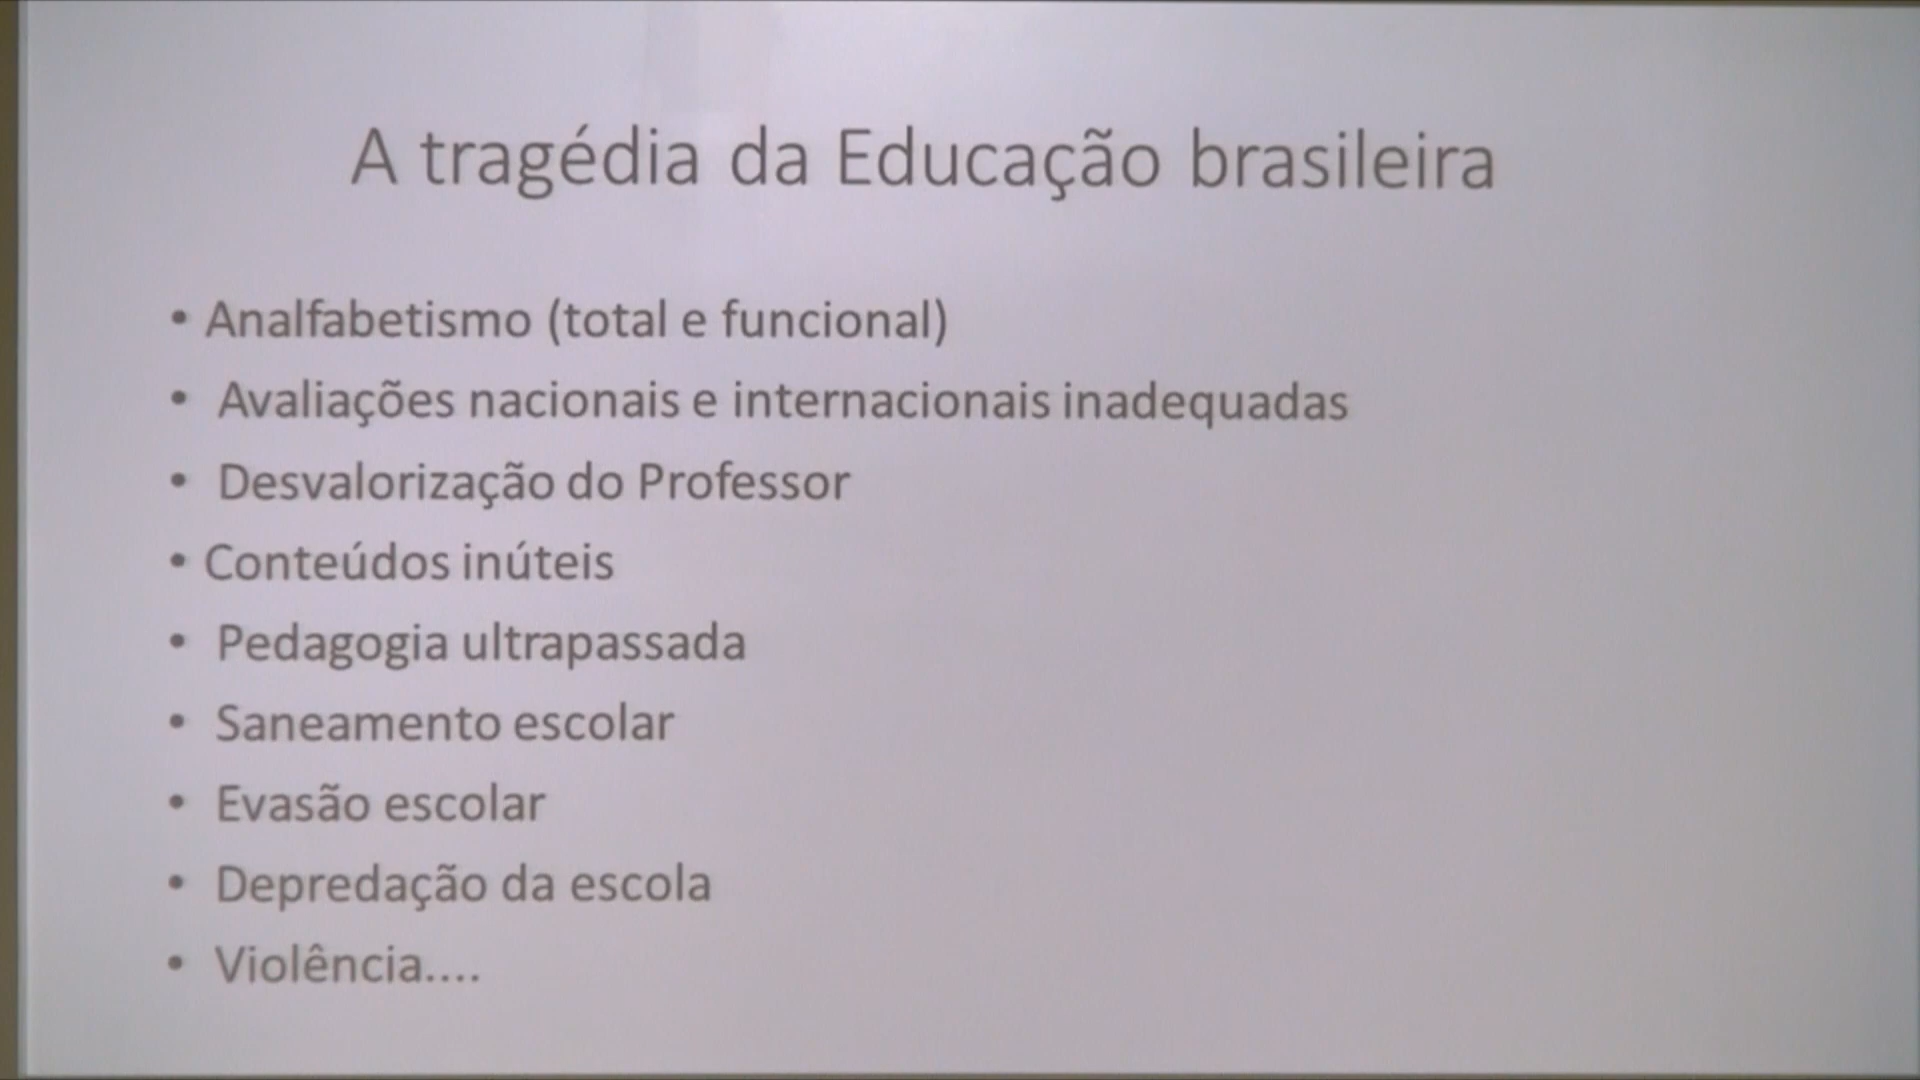 A tragédia da Educação brasileira
• Analfabetismo (total e funcional)
• Avaliações nacionais e internacionais inadequadas
• Desvalorização do Professor
• Conteúdos inúteis
• Pedagogia ultrapassada
• Saneamento escolar
• Evasão escolar
• Depredação da escola
• Violência....